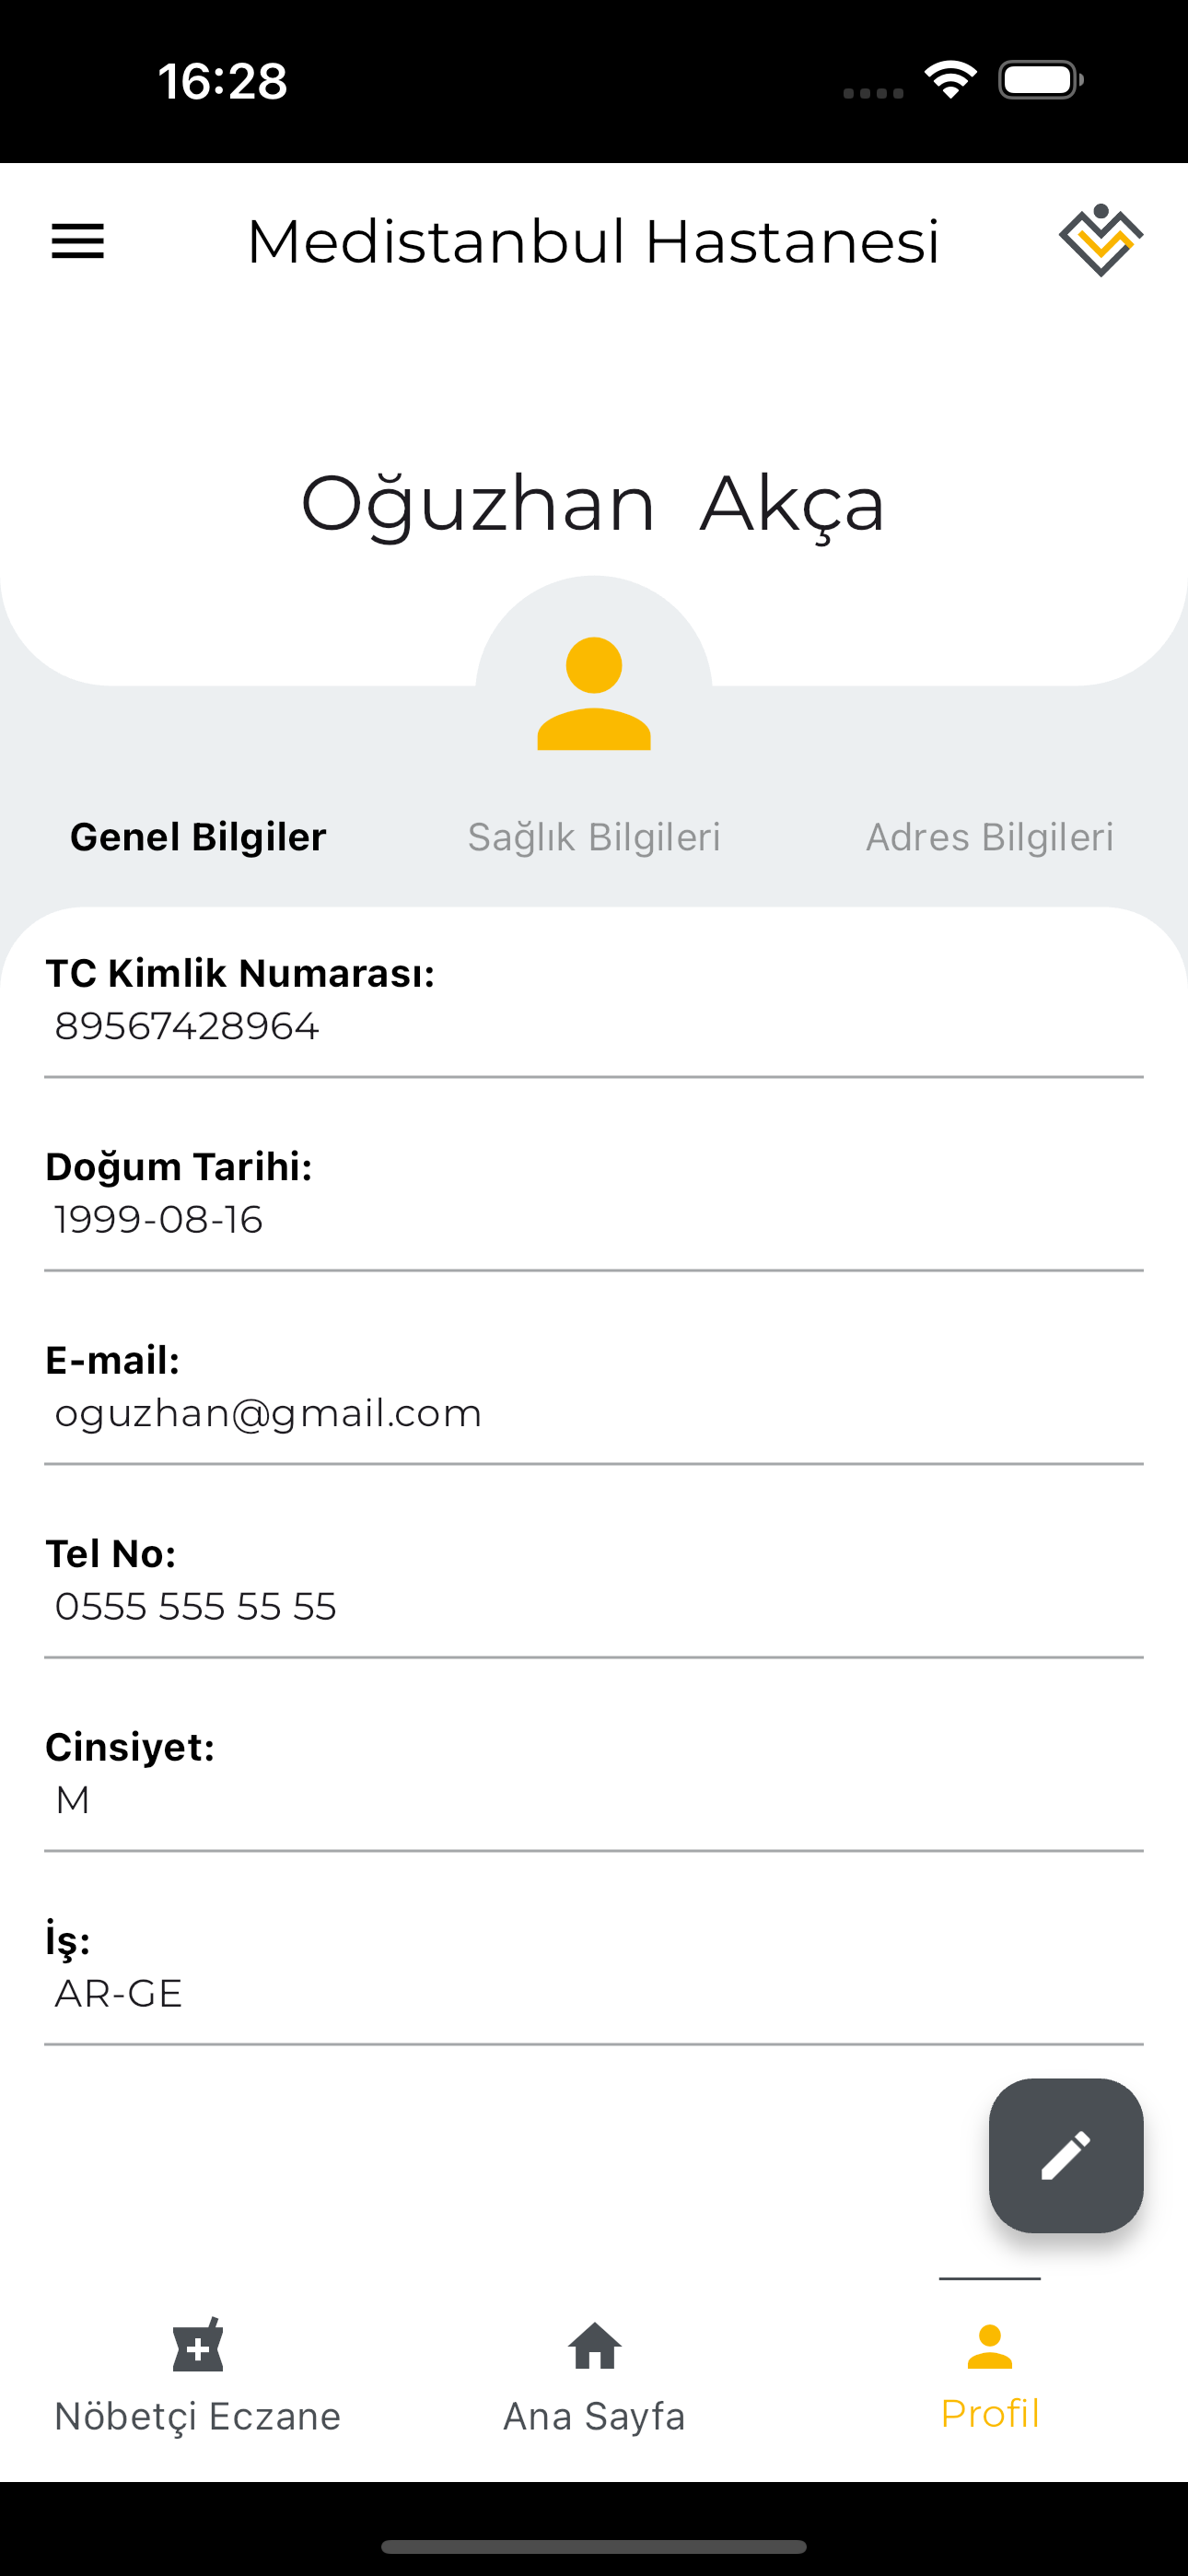 16:28
Medistanbul Hastanesi
Oğuzhan Akça
Genel Bilgiler Sağlık Bilgileri Adres Bilgileri
TC Kimlik Numarası:
89567428964
Doğum Tarihi:
1999-08-16
E-mail:
oguzhan@gmail.com
Tel No:
0555 555 55 55
Cinsiyet:
M
İş:
AR-GE
Nöbetçi Eczane Ana Sayfa Profil